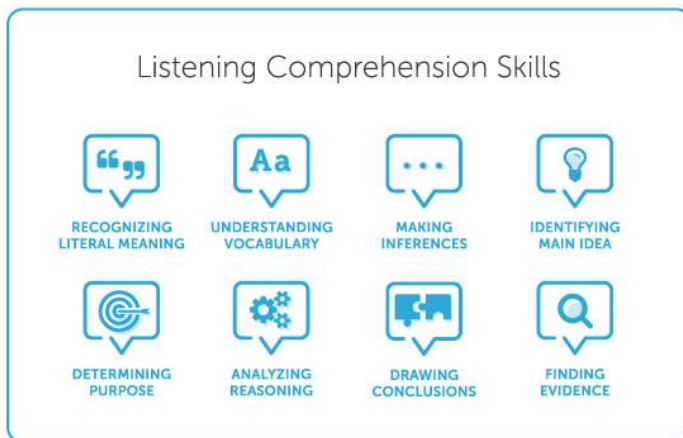 Listening Comprehension Skills
“ ”
Aa
...
RECOGNIZING
LITERAL MEANING
UNDERSTANDING
VOCABULARY
MAKING
INFERENCES
IDENTIFYING
MAIN IDEA
DETERMINING
PURPOSE
ANALYZING
REASONING
DRAWING
CONCLUSIONS
FINDING
EVIDENCE